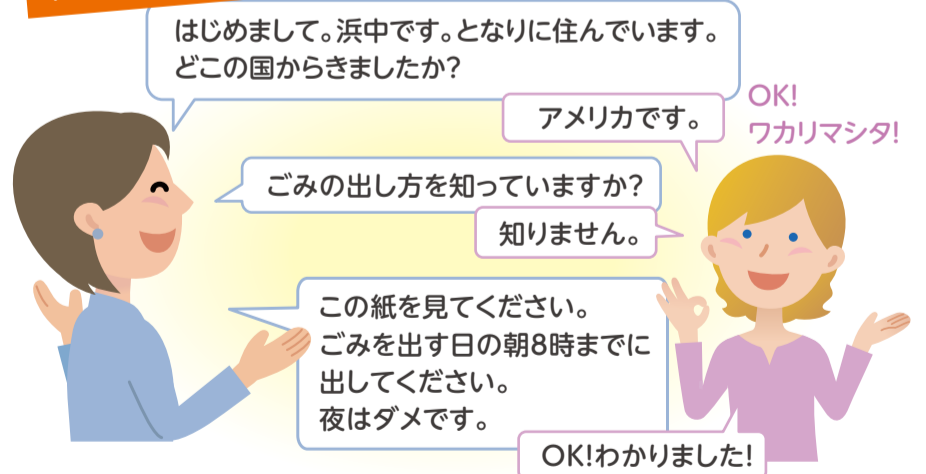 はじめまして。浜中です。となりに住んでいます。
どこの国からきましたか?
アメリカです。
OK!
ワカリマシタ!
ごみの出し方を知っていますか?
知りません。
この紙を見てください。
ごみを出す日の朝8時までに
出してください。
夜はダメです。
OK!わかりました!